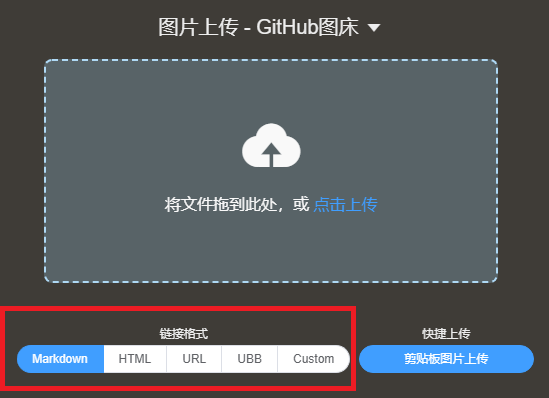 图片上传 - GitHub图床
将文件拖到此处，或 点击上传
链接格式
快捷上传
Markdown HTML URL UBB Custom
剪贴板图片上传